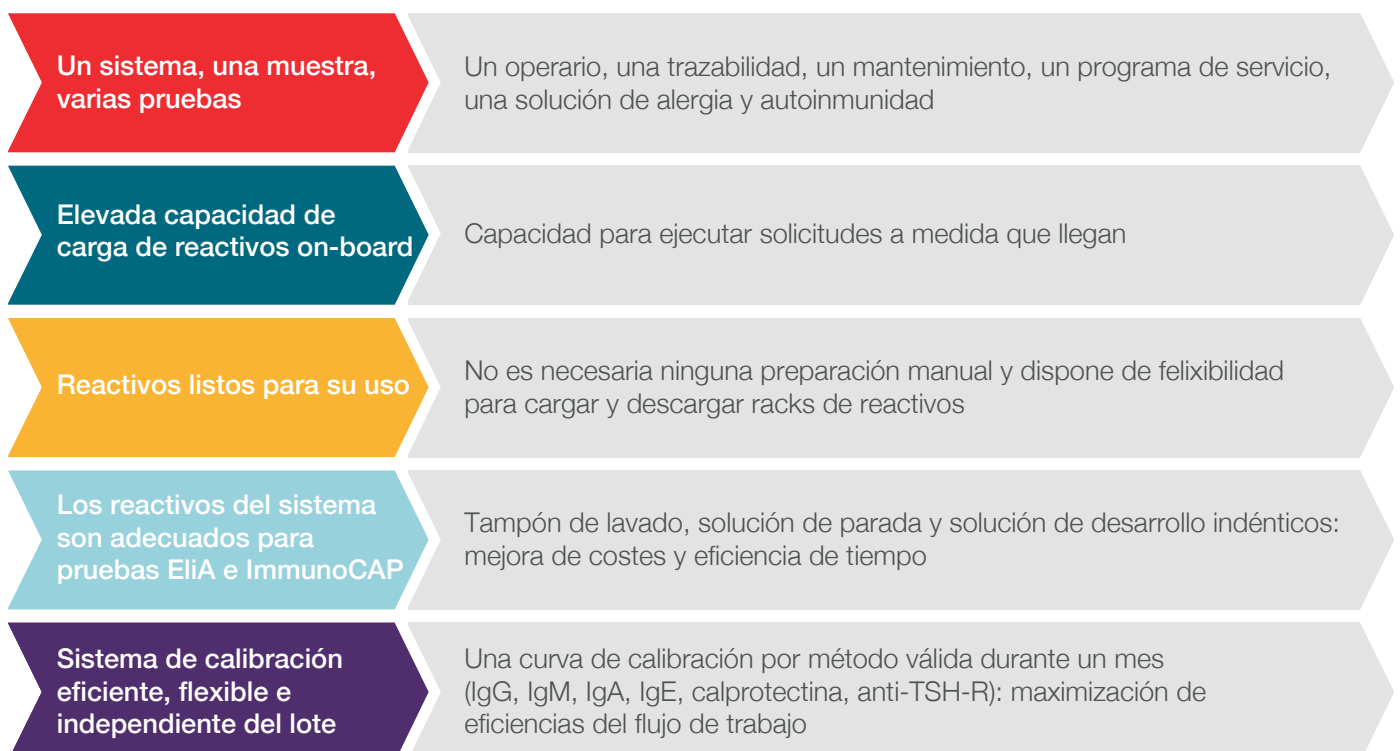 Un sistema, una muestra,
varias pruebas
Un operario, una trazabilidad, un mantenimiento, un programa de servicio,
una solución de alergia y autoinmunidad
Elevada capacidad de
carga de reactivos on-board
Capacidad para ejecutar solicitudes a medida que llegan
Reactivos listos para su uso
No es necesaria ninguna preparación manual y dispone de felixibilidad
para cargar y descargar racks de reactivos
Los reactivos del sistema
son adecuados para
pruebas EliA e ImmunoCAP
Tampón de lavado, solución de parada y solución de desarrollo indénticos:
mejora de costes y eficiencia de tiempo
Sistema de calibración
eficiente, flexible e
independiente del lote
Una curva de calibración por método válida durante un mes
(IgG, IgM, IgA, IgE, calprotectina, anti-TSH-R): maximización de
eficiencias del flujo de trabajo